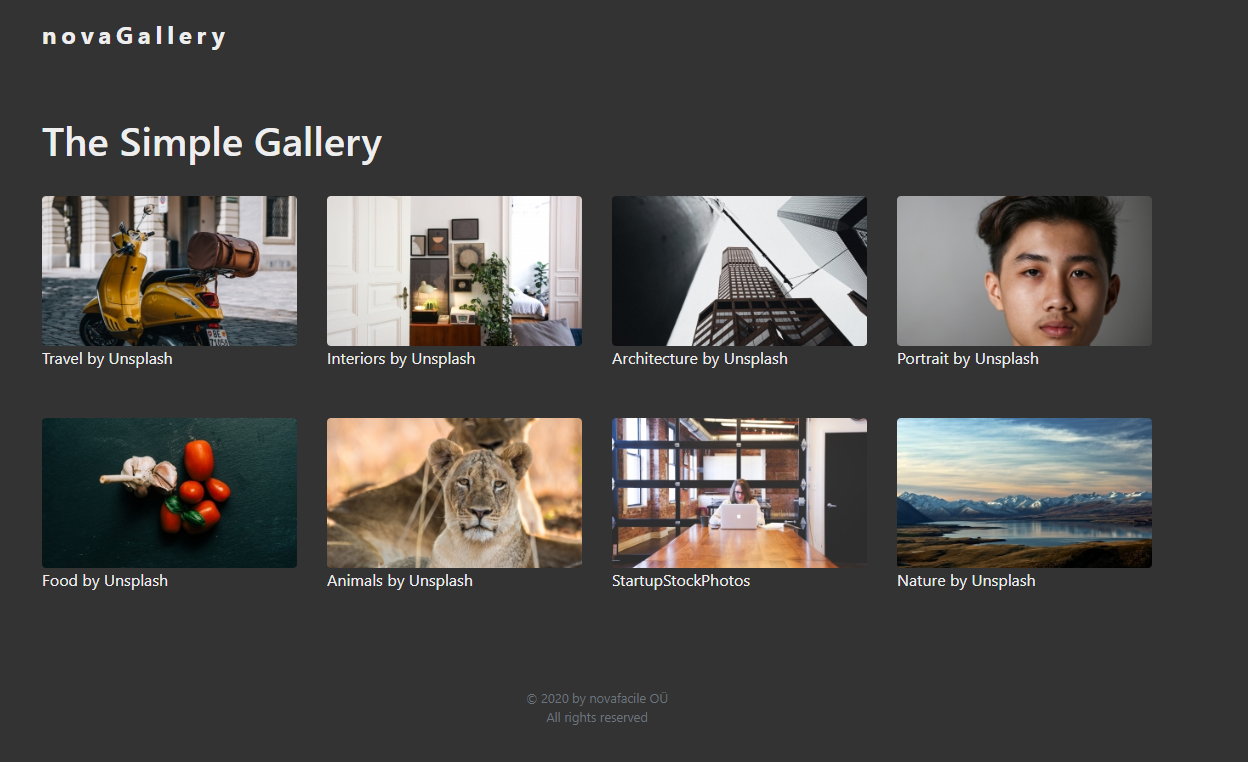 novaGallery
The Simple Gallery
Travel by Unsplash
Interiors by Unsplash
Architecture by Unsplash
Portrait by Unsplash
Food by Unsplash
Animals by Unsplash
StartupStockPhotos
Nature by Unsplash
© 2020 by novafacile OÜ
All rights reserved